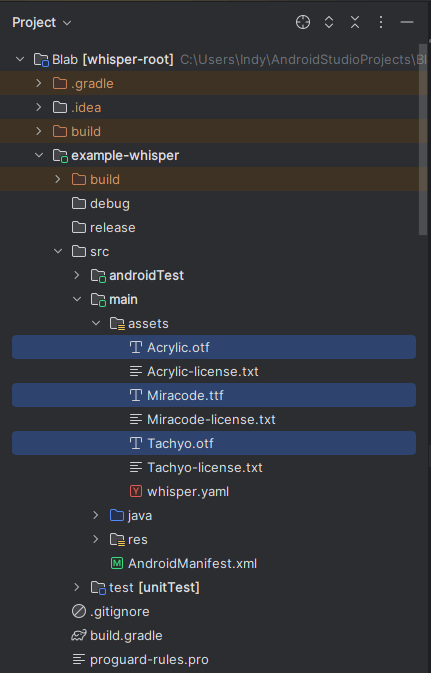 Project
Blab [whisper-root] C:\Users\Indy\AndroidStudioProjects\Bl
.gradle
.idea
build
example-whisper
build
debug
release
src
androidTest
main
assets
Acrylic.otf
Acrylic-license.txt
Miracode.ttf
Miracode-license.txt
Tachyo.otf
Tachyo-license.txt
whisper.yaml
java
res
AndroidManifest.xml
test [unitTest]
.gitignore
build.gradle
proguard-rules.pro